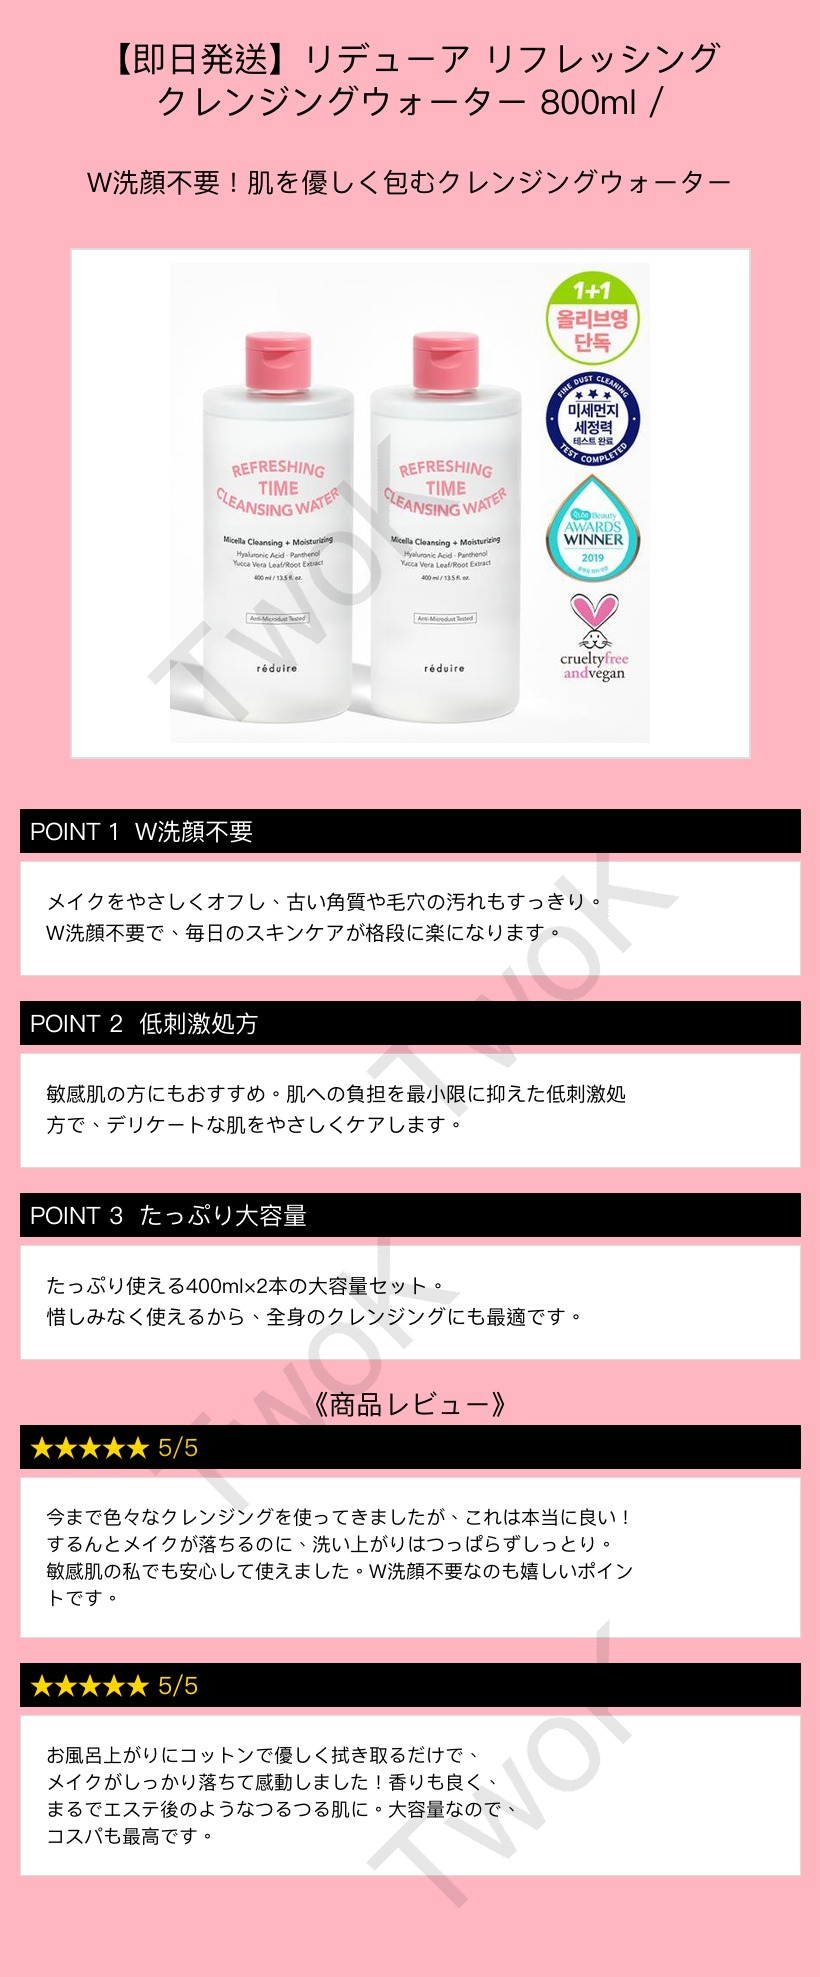 【即日発送】リデューア リフレッシング
クレンジングウォーター 800ml /
W洗顔不要！肌を優しく包むクレンジングウォーター
1+1
올리브영
단독
REFRESHING
TIME
CLEANSING WATER
Micella Cleansing + Moisturizing
Hyaluronic Acid · Panthenol
Yucca Vera Leaf/Root Extract
400 ml / 13.5 fl. oz.
Anti-Microdust Tested
réduire
REFRESHING
TIME
CLEANSING WATER
Micella Cleansing + Moisturizing
Hyaluronic Acid · Panthenol
Yucca Vera Leaf/Root Extract
400 ml / 13.5 fl. oz.
Anti-Microdust Tested
réduire
FINE DUST CLEANING
미세먼지
세정력
테스트 완료
TEST COMPLETED
Beauty
AWARDS
WINNER
2019
crueltyfree
andvegan
TwoK
POINT 1 W洗顔不要
メイクをやさしくオフし、古い角質や毛穴の汚れもすっきり。
W洗顔不要で、毎日のスキンケアが格段に楽になります。
TwoK
POINT 2 低刺激処方
敏感肌の方にもおすすめ。肌への負担を最小限に抑えた低刺激処
方で、デリケートな肌をやさしくケアします。
POINT 3 たっぷり大容量
たっぷり使える400ml×2本の大容量セット。
惜しみなく使えるから、全身のクレンジングにも最適です。
TwoK
《商品レビュー》
★★★★★ 5/5
今まで色々なクレンジングを使ってきましたが、これは本当に良い！
するんとメイクが落ちるのに、洗い上がりはつっぱらずしっとり。
敏感肌の私でも安心して使えました。W洗顔不要なのも嬉しいポイン
トです。
★★★★★ 5/5
お風呂上がりにコットンで優しく拭き取るだけで、
メイクがしっかり落ちて感動しました！香りも良く、
まるでエステ後のようなつるつる肌に。大容量なので、
コスパも最高です。
TwoK